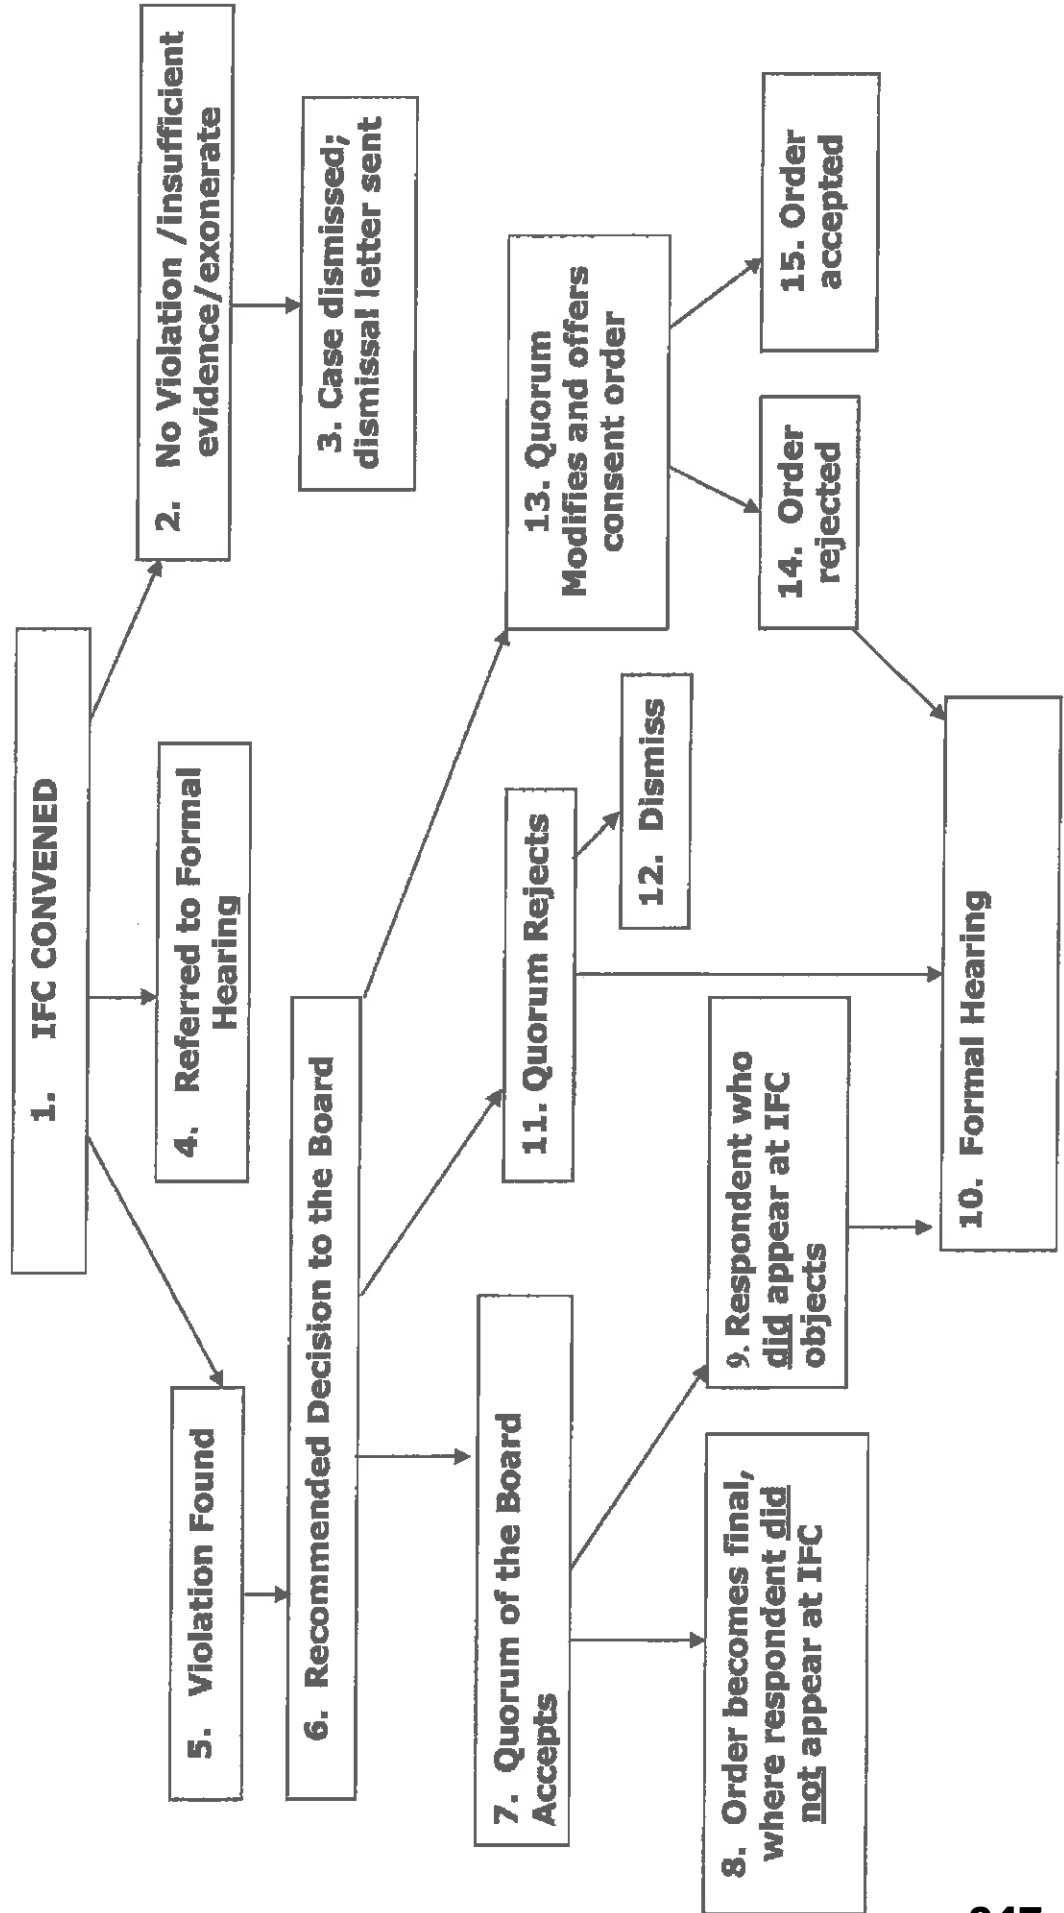 1. IFC CONVENED
2. No Violation /insufficient
evidence/exonerate
3. Case dismissed;
dismissal letter sent
4. Referred to Formal
Hearing
5. Violation Found
6. Recommended Decision to the Board
7. Quorum of the Board
Accepts
8. Order becomes final,
where respondent did
not appear at IFC
9. Respondent who
did appear at IFC
objects
10. Formal Hearing
11. Quorum Rejects
12. Dismiss
13. Quorum
Modifies and offers
consent order
14. Order
rejected
15. Order
accepted